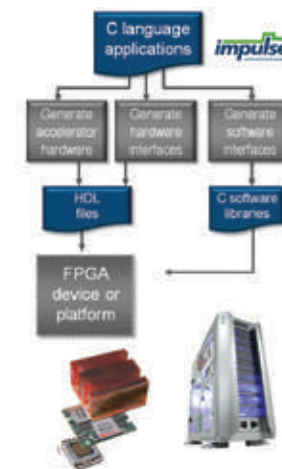 C language
applications
impulse
Generate
accelerator
hardware
Generate
hardware
interfaces
Generate
software
interfaces
HDL
files
C software
libraries
FPGA
device or
platform